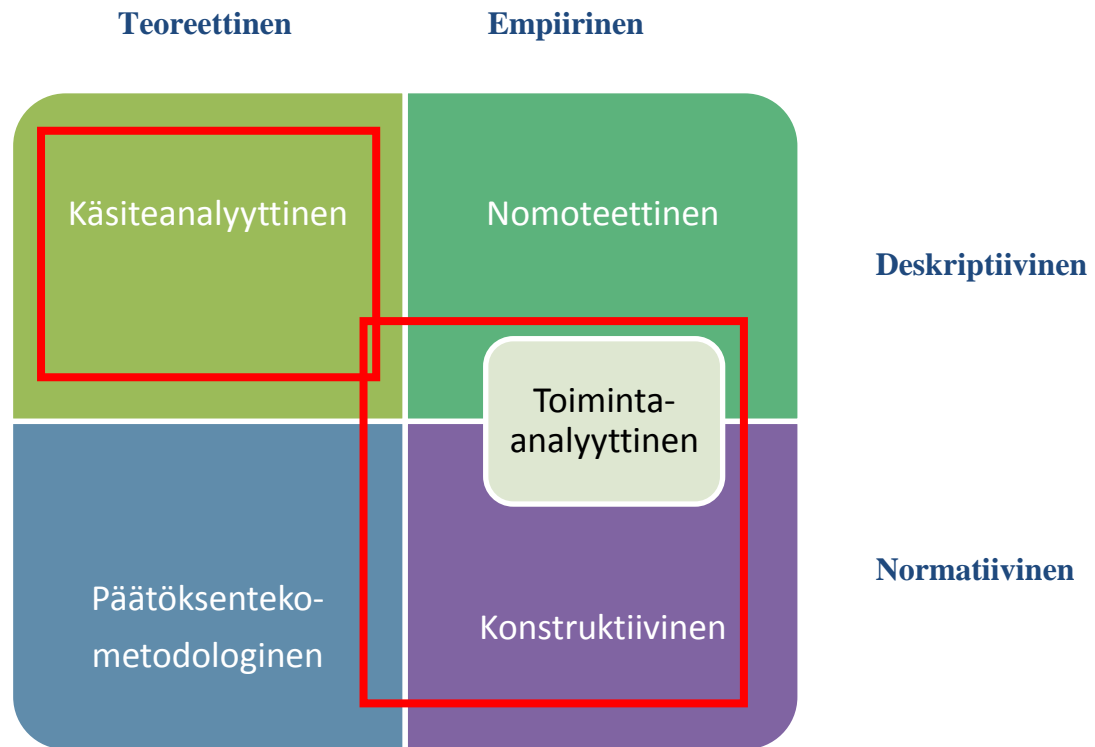 Teoreettinen
Empiirinen
Käsiteanalyyttinen
Nomoteettinen
Deskriptiivinen
Toiminta-
analyyttinen
Päätöksenteko-
metodologinen
Konstruktiivinen
Normatiivinen